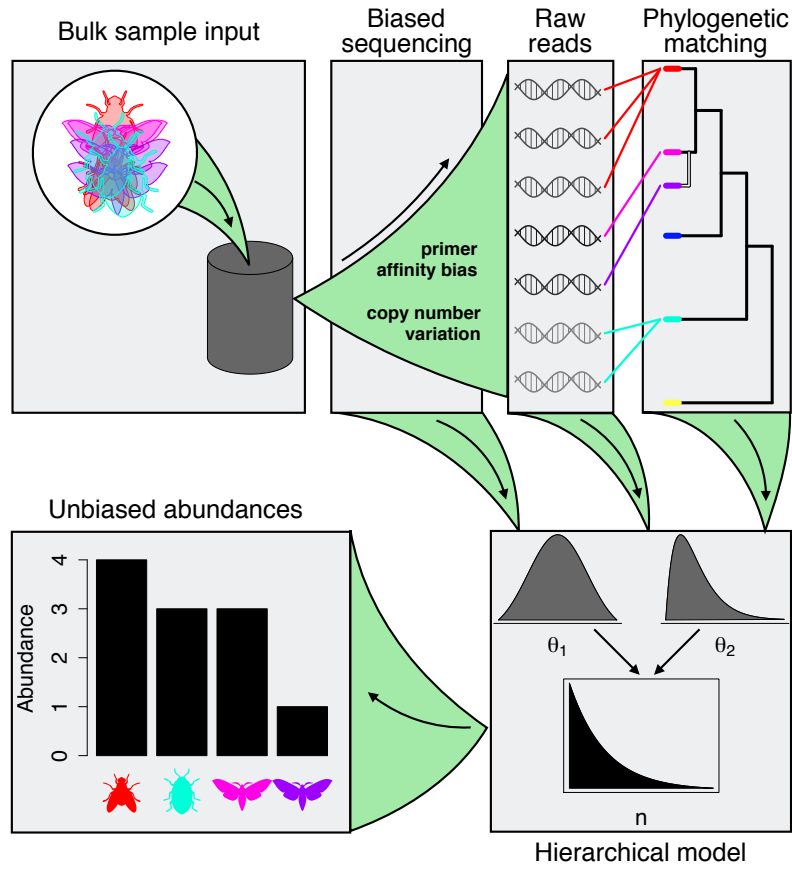 Bulk sample input
Biased
sequencing
Raw
reads
Phylogenetic
matching
primer
affinity bias
copy number
variation
Unbiased abundances
Abundance
4
3
2
1
0
θ1
θ2
n
Hierarchical model